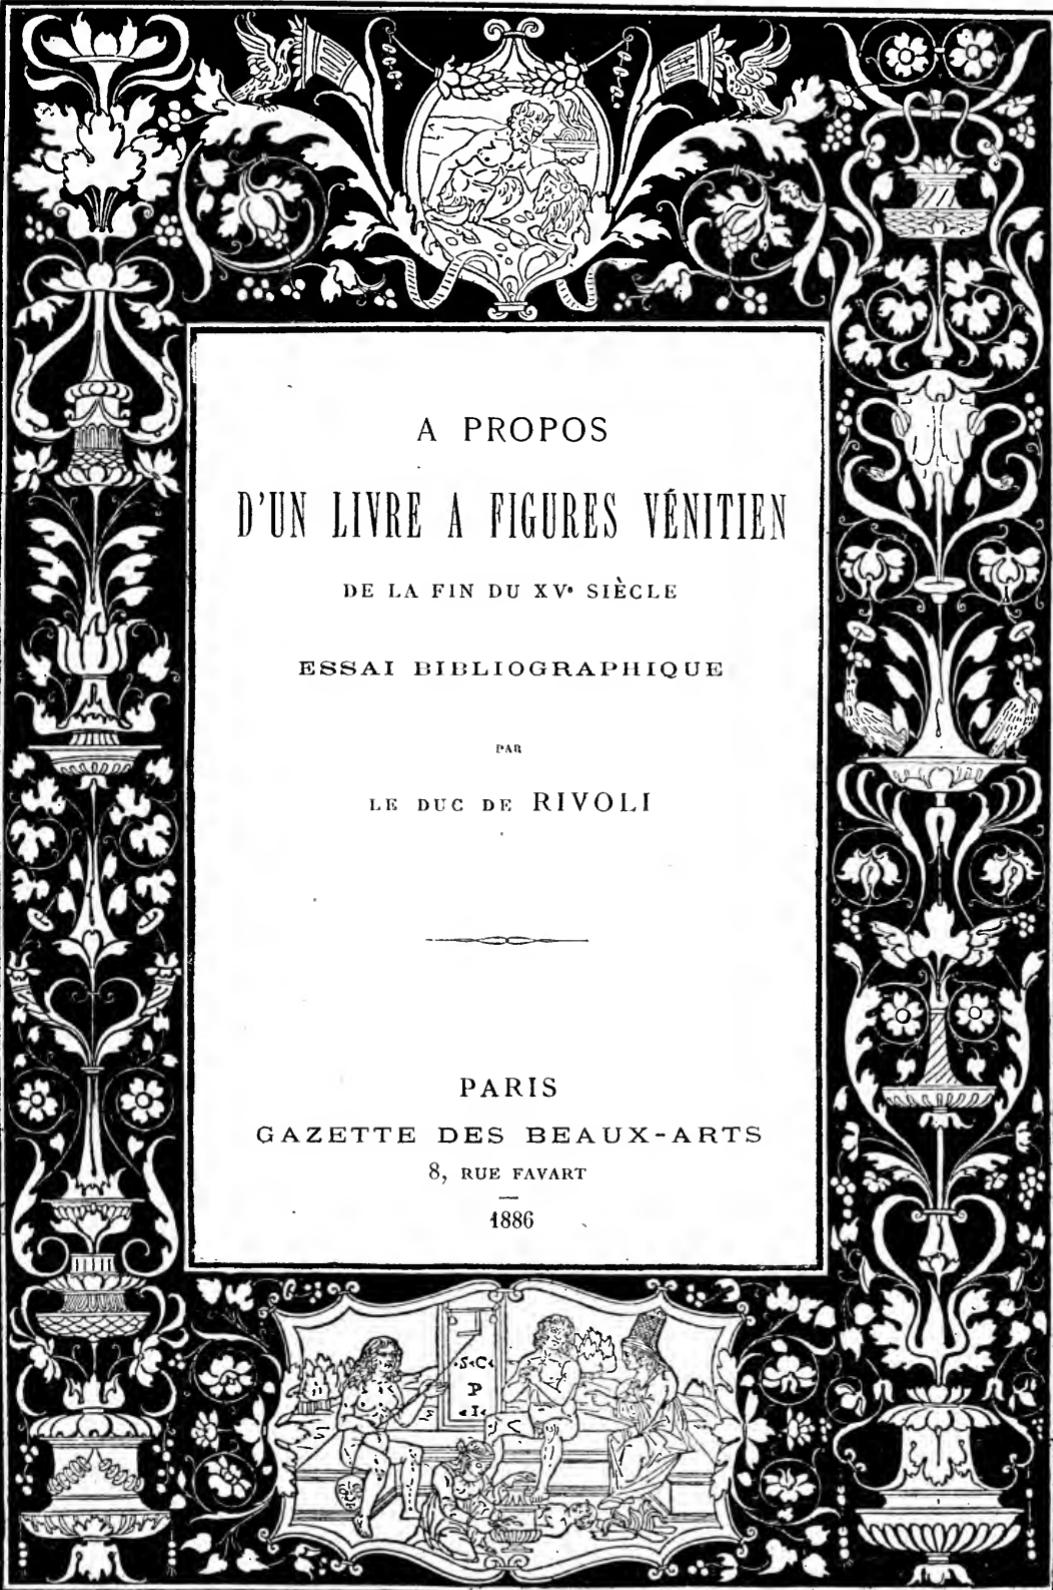 A PROPOS
D'UN LIVRE A FIGURES VÉNITIEN
DE LA FIN DU XVe SIÈCLE
ESSAI BIBLIOGRAPHIQUE
PAR
LE DUC DE RIVOLI
PARIS
GAZETTE DES BEAUX-ARTS
8, RUE FAVART
1886
·S·C·
P
·I·